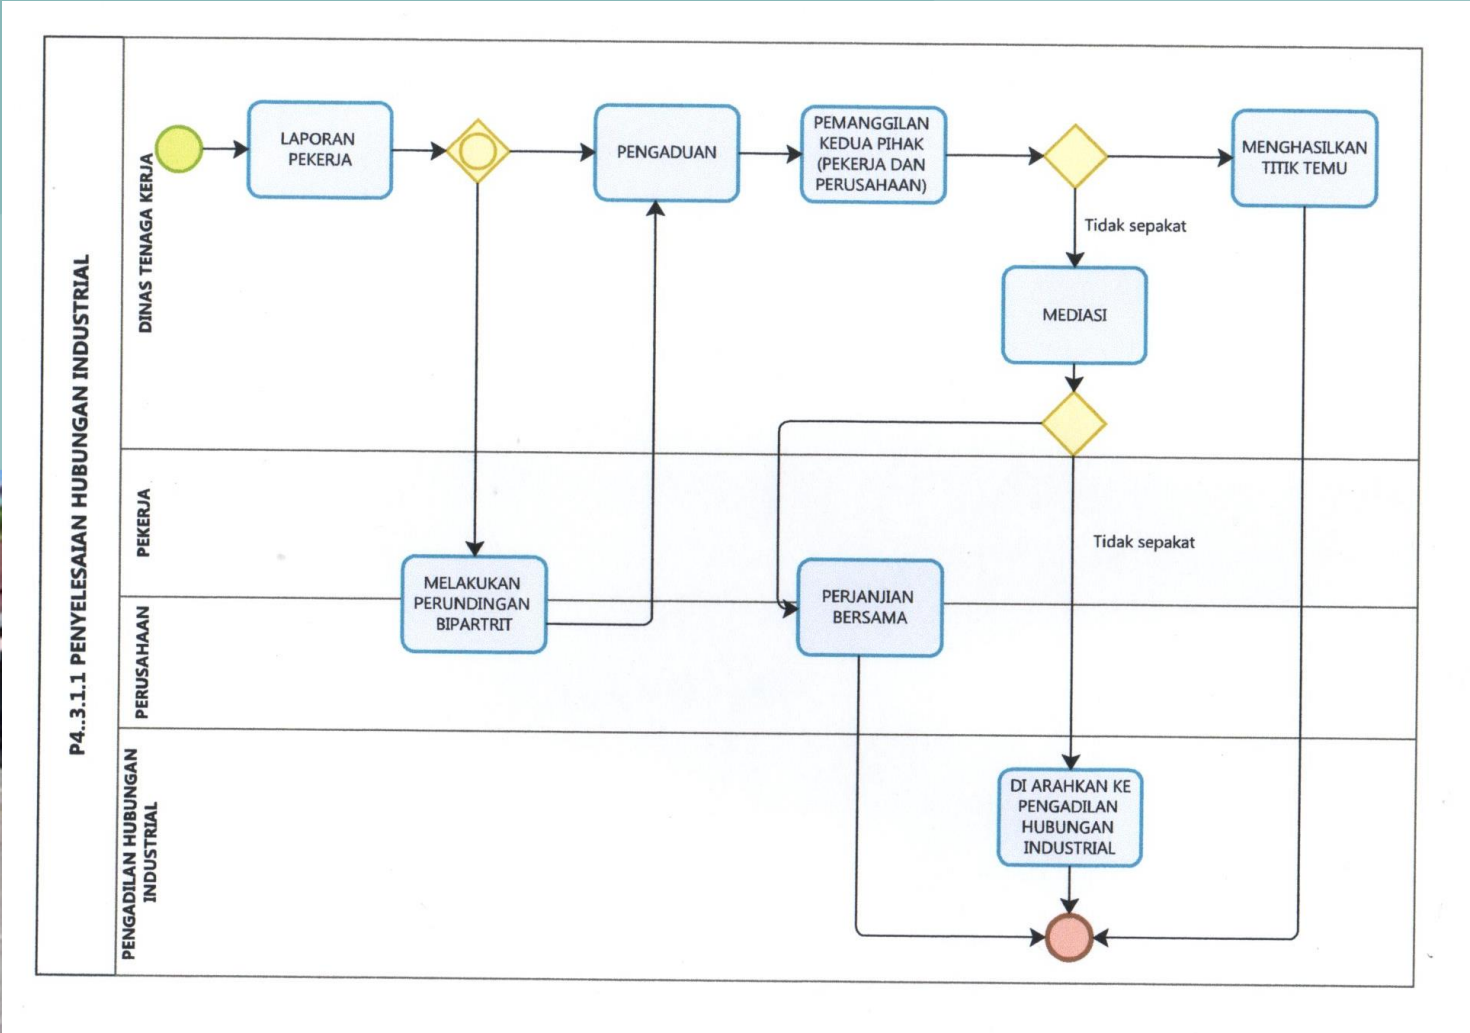 P4..3.1.1 PENYELESAIAN HUBUNGAN INDUSTRIAL
DINAS TENAGA KERJA
LAPORAN
PEKERJA
PENGADUAN
PEMANGGILAN
KEDUA PIHAK
(PEKERJA DAN
PERUSAHAAN)
MENGHASILKAN
TITIK TEMU
Tidak sepakat
MEDIASI
PEKERJA
Tidak sepakat
MELAKUKAN
PERUNDINGAN
BIPARTRIT
PERJANJIAN
BERSAMA
PERUSAHAAN
PENGADILAN HUBUNGAN
INDUSTRIAL
DI ARAHKAN KE
PENGADILAN
HUBUNGAN
INDUSTRIAL